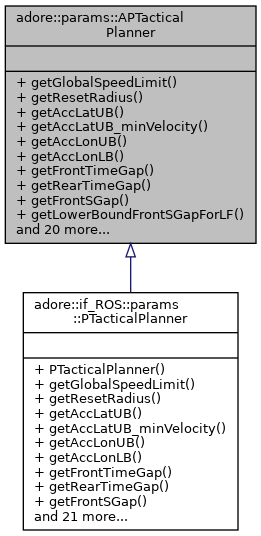 adore::params::APTactical
Planner
+ getGlobalSpeedLimit()
+ getResetRadius()
+ getAccLatUB()
+ getAccLatUB_minVelocity()
+ getAccLonUB()
+ getAccLonLB()
+ getFrontTimeGap()
+ getRearTimeGap()
+ getFrontSGap()
+ getLowerBoundFrontSGapForLF()
and 20 more...
adore::if_ROS::params
::PTacticalPlanner
+ PTacticalPlanner()
+ getGlobalSpeedLimit()
+ getResetRadius()
+ getAccLatUB()
+ getAccLatUB_minVelocity()
+ getAccLonUB()
+ getAccLonLB()
+ getFrontTimeGap()
+ getRearTimeGap()
+ getFrontSGap()
and 21 more...